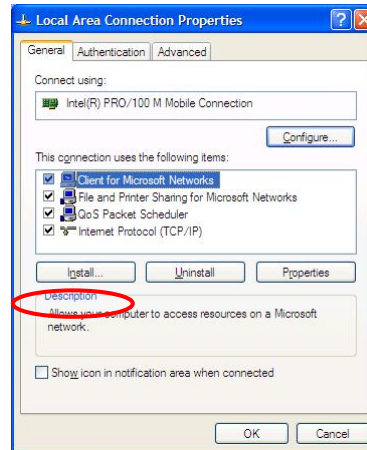 Local Area Connection Properties
General Authentication Advanced
Connect using:
Intel(R) PRO/100 M Mobile Connection
Configure...
This connection uses the following items:
Client for Microsoft Networks
File and Printer Sharing for Microsoft Networks
QoS Packet Scheduler
Internet Protocol (TCP/IP)
Install... Uninstall Properties
Description
Allows your computer to access resources on a Microsoft
network.
Show icon in notification area when connected
OK Cancel